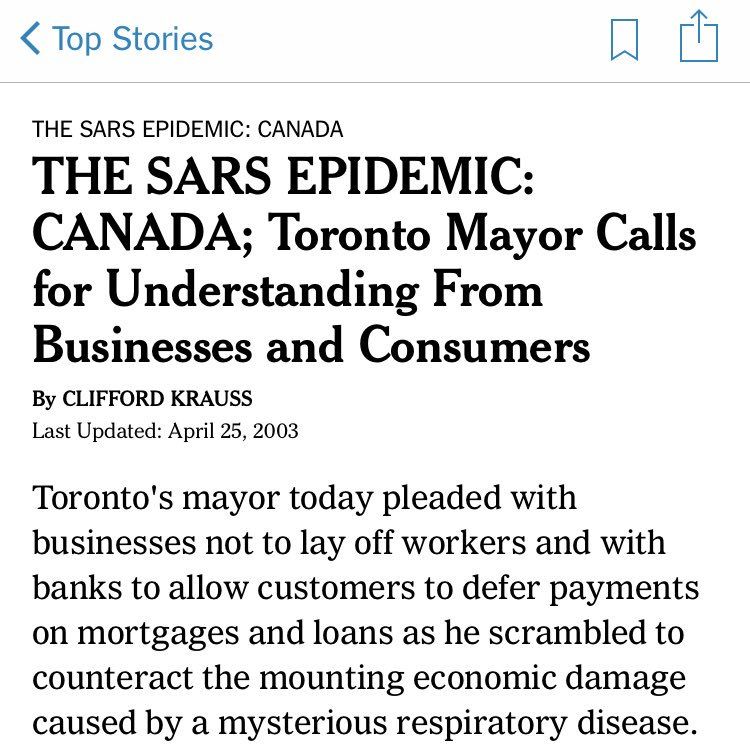 Top Stories
THE SARS EPIDEMIC: CANADA
THE SARS EPIDEMIC:
CANADA; Toronto Mayor Calls
for Understanding From
Businesses and Consumers
By CLIFFORD KRAUSS
Last Updated: April 25, 2003
Toronto's mayor today pleaded with
businesses not to lay off workers and with
banks to allow customers to defer payments
on mortgages and loans as he scrambled to
counteract the mounting economic damage
caused by a mysterious respiratory disease.